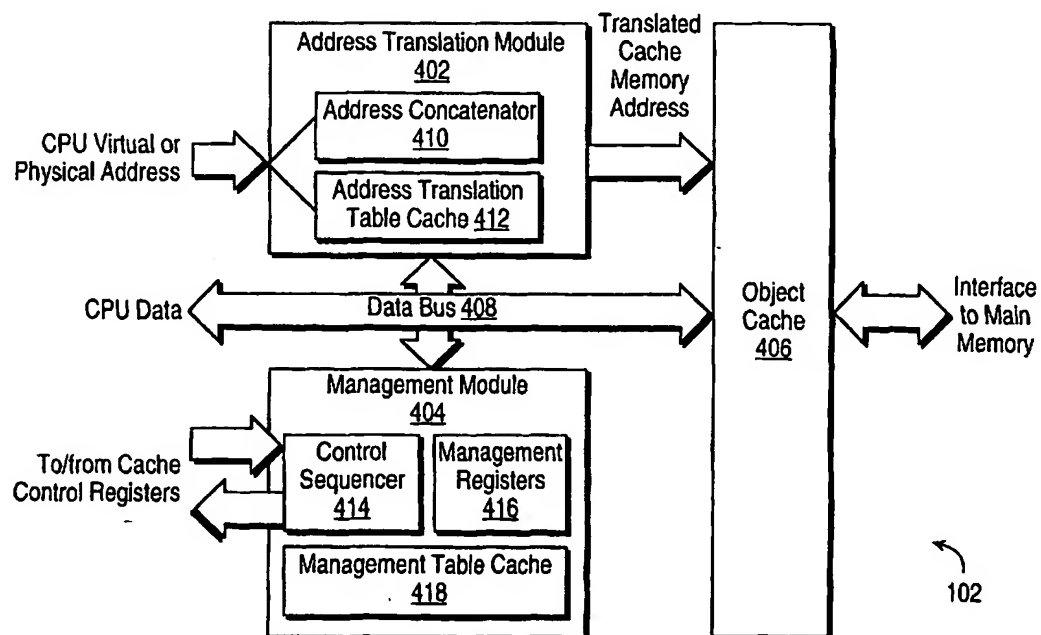 Address Translation Module
402
Address Concatenator
410
Address Translation
Table Cache 412
CPU Virtual or
Physical Address
Translated
Cache
Memory
Address
CPU Data
Data Bus 408
Object
Cache
406
Interface
to Main
Memory
Management Module
404
Control
Sequencer
414
Management
Registers
416
Management Table Cache
418
To/from Cache
Control Registers
102